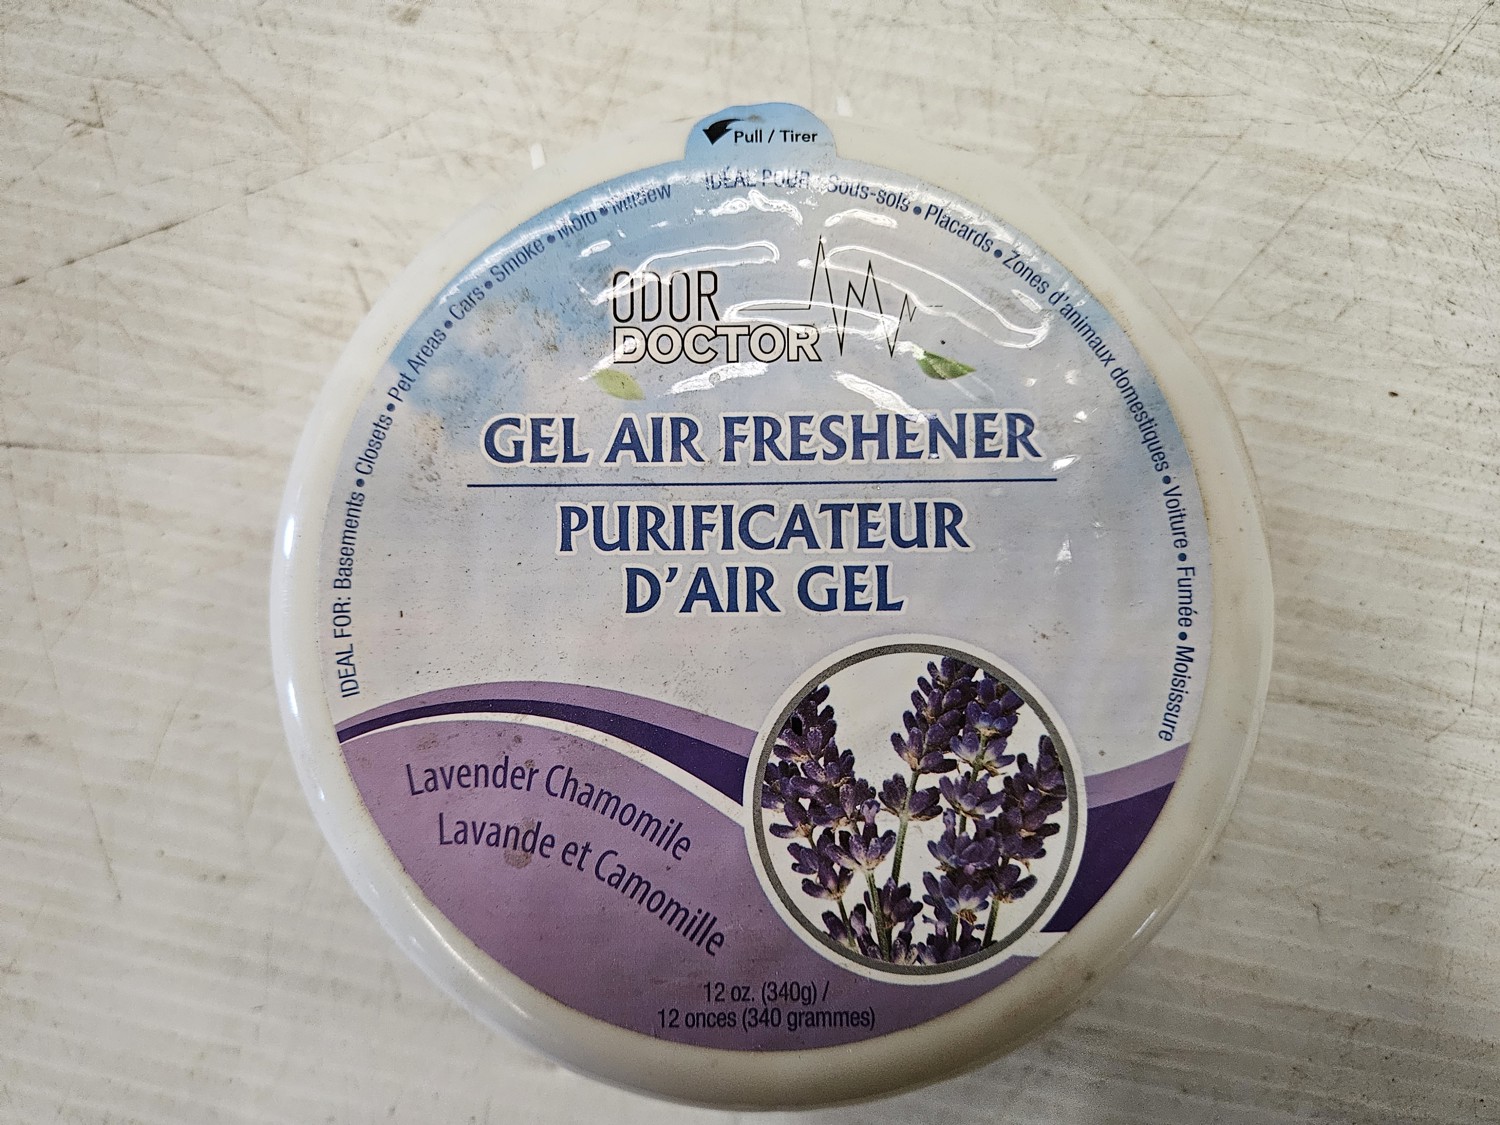 Pull / Tirer
IDEAL FOR: Basements • Closets • Pet Areas • Cars • Smoke • Mold • Mildew
IDÉAL POUR : Sous-sols • Placards • Zones d'animaux domestiques • Voiture • Fumée • Moisissure
ODOR
DOCTOR
GEL AIR FRESHENER
PURIFICATEUR
D'AIR GEL
Lavender Chamomile
Lavande et Camomille
12 oz. (340g) /
12 onces (340 grammes)